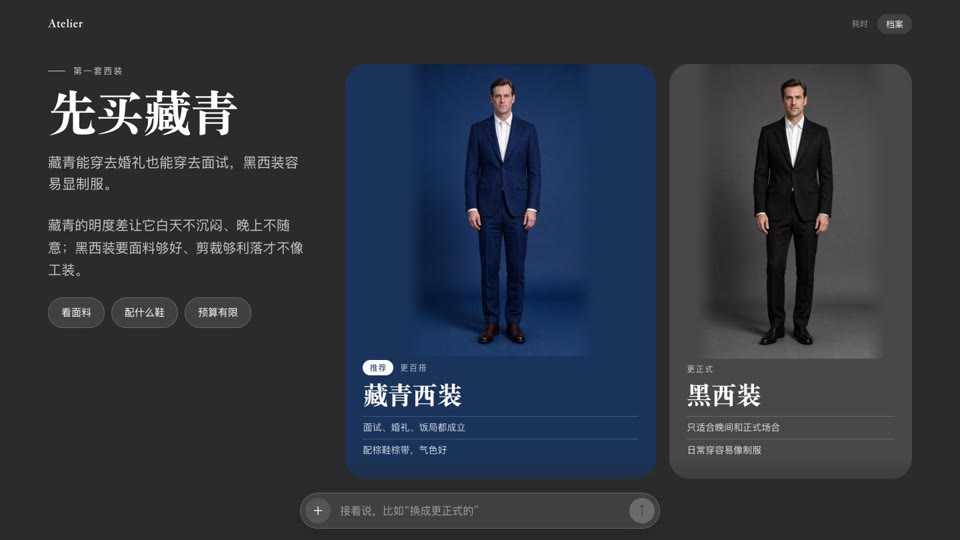 Atelier
耗时
档案
第一套西装
先买藏青
藏青能穿去婚礼也能穿去面试，黑西装容
易显制服。
藏青的明度差让它白天不沉闷、晚上不随
意；黑西装要面料够好、剪裁够利落才不像
工装。
看面料
配什么鞋
预算有限
推荐
更百搭
藏青西装
面试、婚礼、饭局都成立
配棕鞋棕带，气色好
更正式
黑西装
只适合晚间和正式场合
日常穿容易像制服
接着说，比如“换成更正式的”